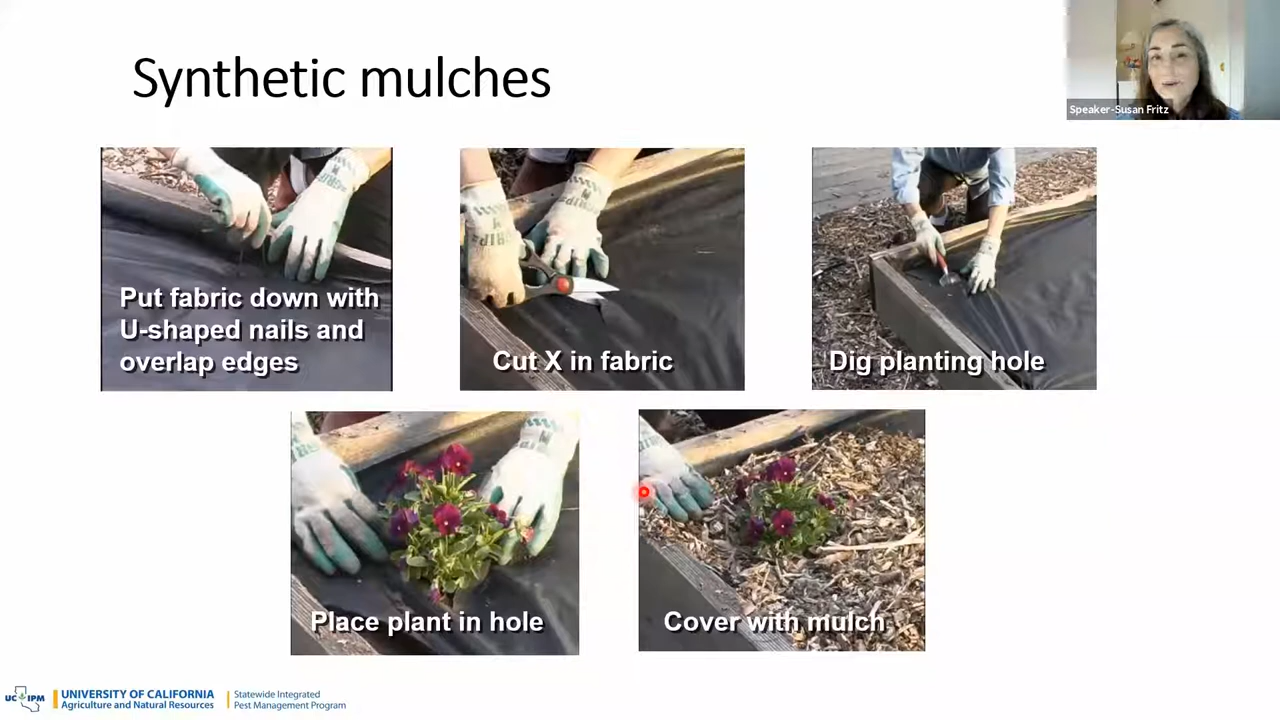 Synthetic mulches
Speaker-Susan Fritz
Put fabric down with
U-shaped nails and
overlap edges
Cut X in fabric
Dig planting hole
Place plant in hole
Cover with mulch
UC IPM
UNIVERSITY OF CALIFORNIA
Agriculture and Natural Resources
Statewide Integrated
Pest Management Program